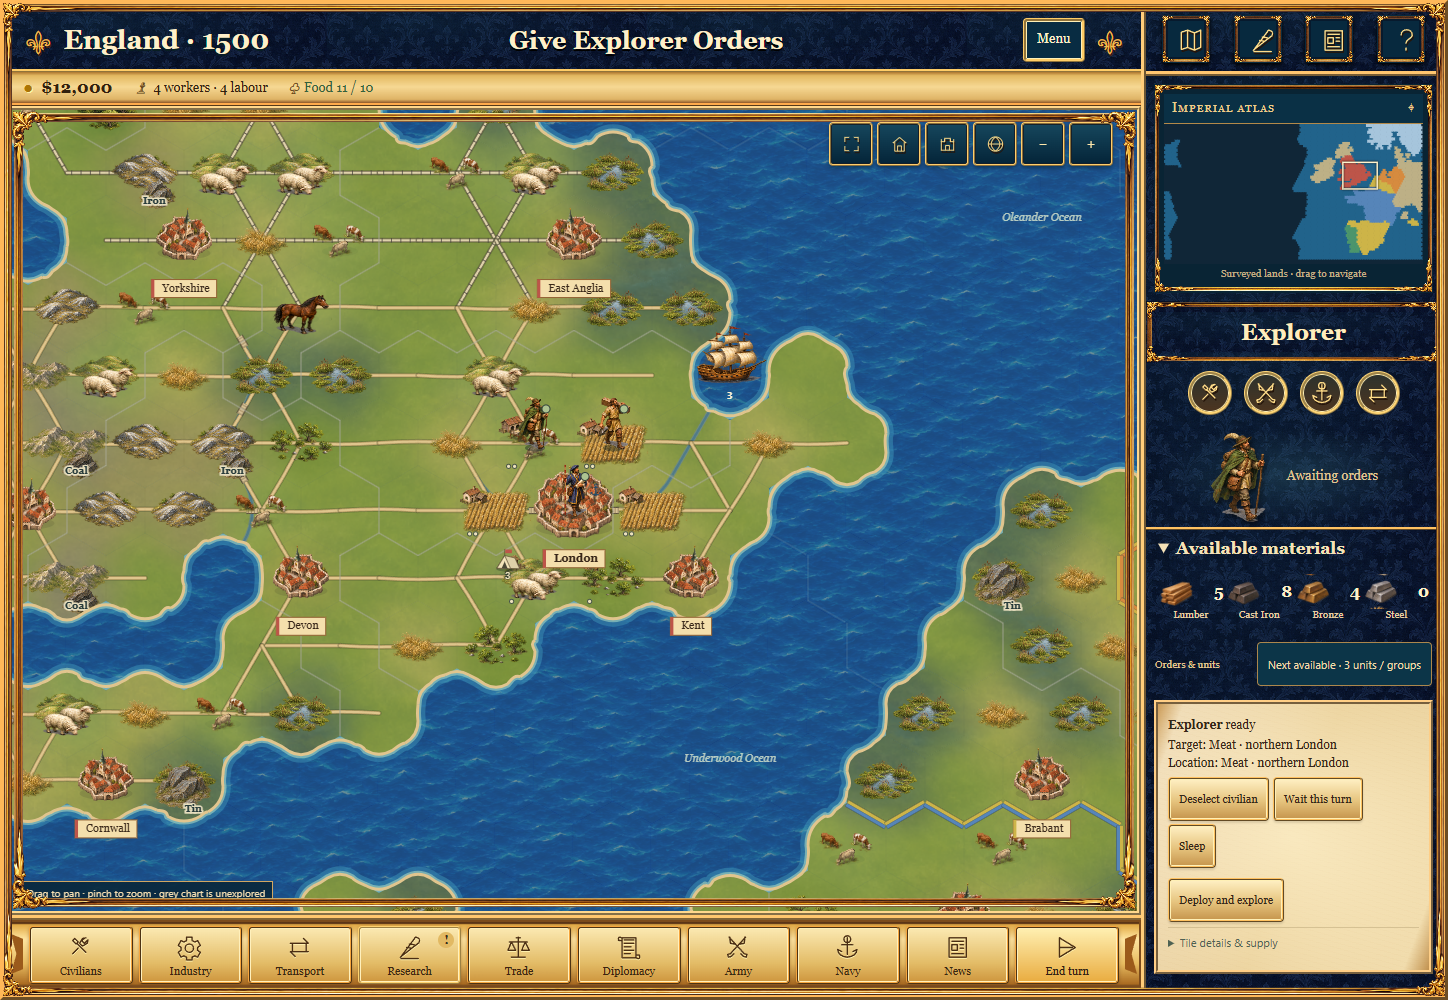 England · 1500
Give Explorer Orders
Menu
$12,000
4 workers · 4 labour
Food 11 / 10
Imperial Atlas
Surveyed lands · drag to navigate
Oleander Ocean
Iron
Yorkshire
East Anglia
3
Coal
Iron
London
3
Coal
Devon
Kent
Tin
Underwood Ocean
Tin
Cornwall
Brabant
Drag to pan · pinch to zoom · grey chart is unexplored
Explorer
Awaiting orders
Available materials
5
8
4
0
Lumber
Cast Iron
Bronze
Steel
Orders & units
Next available · 3 units / groups
Explorer ready
Target: Meat · northern London
Location: Meat · northern London
Deselect civilian
Wait this turn
Sleep
Deploy and explore
Tile details & supply
Civilians
Industry
Transport
Research
!
Trade
Diplomacy
Army
Navy
News
End turn